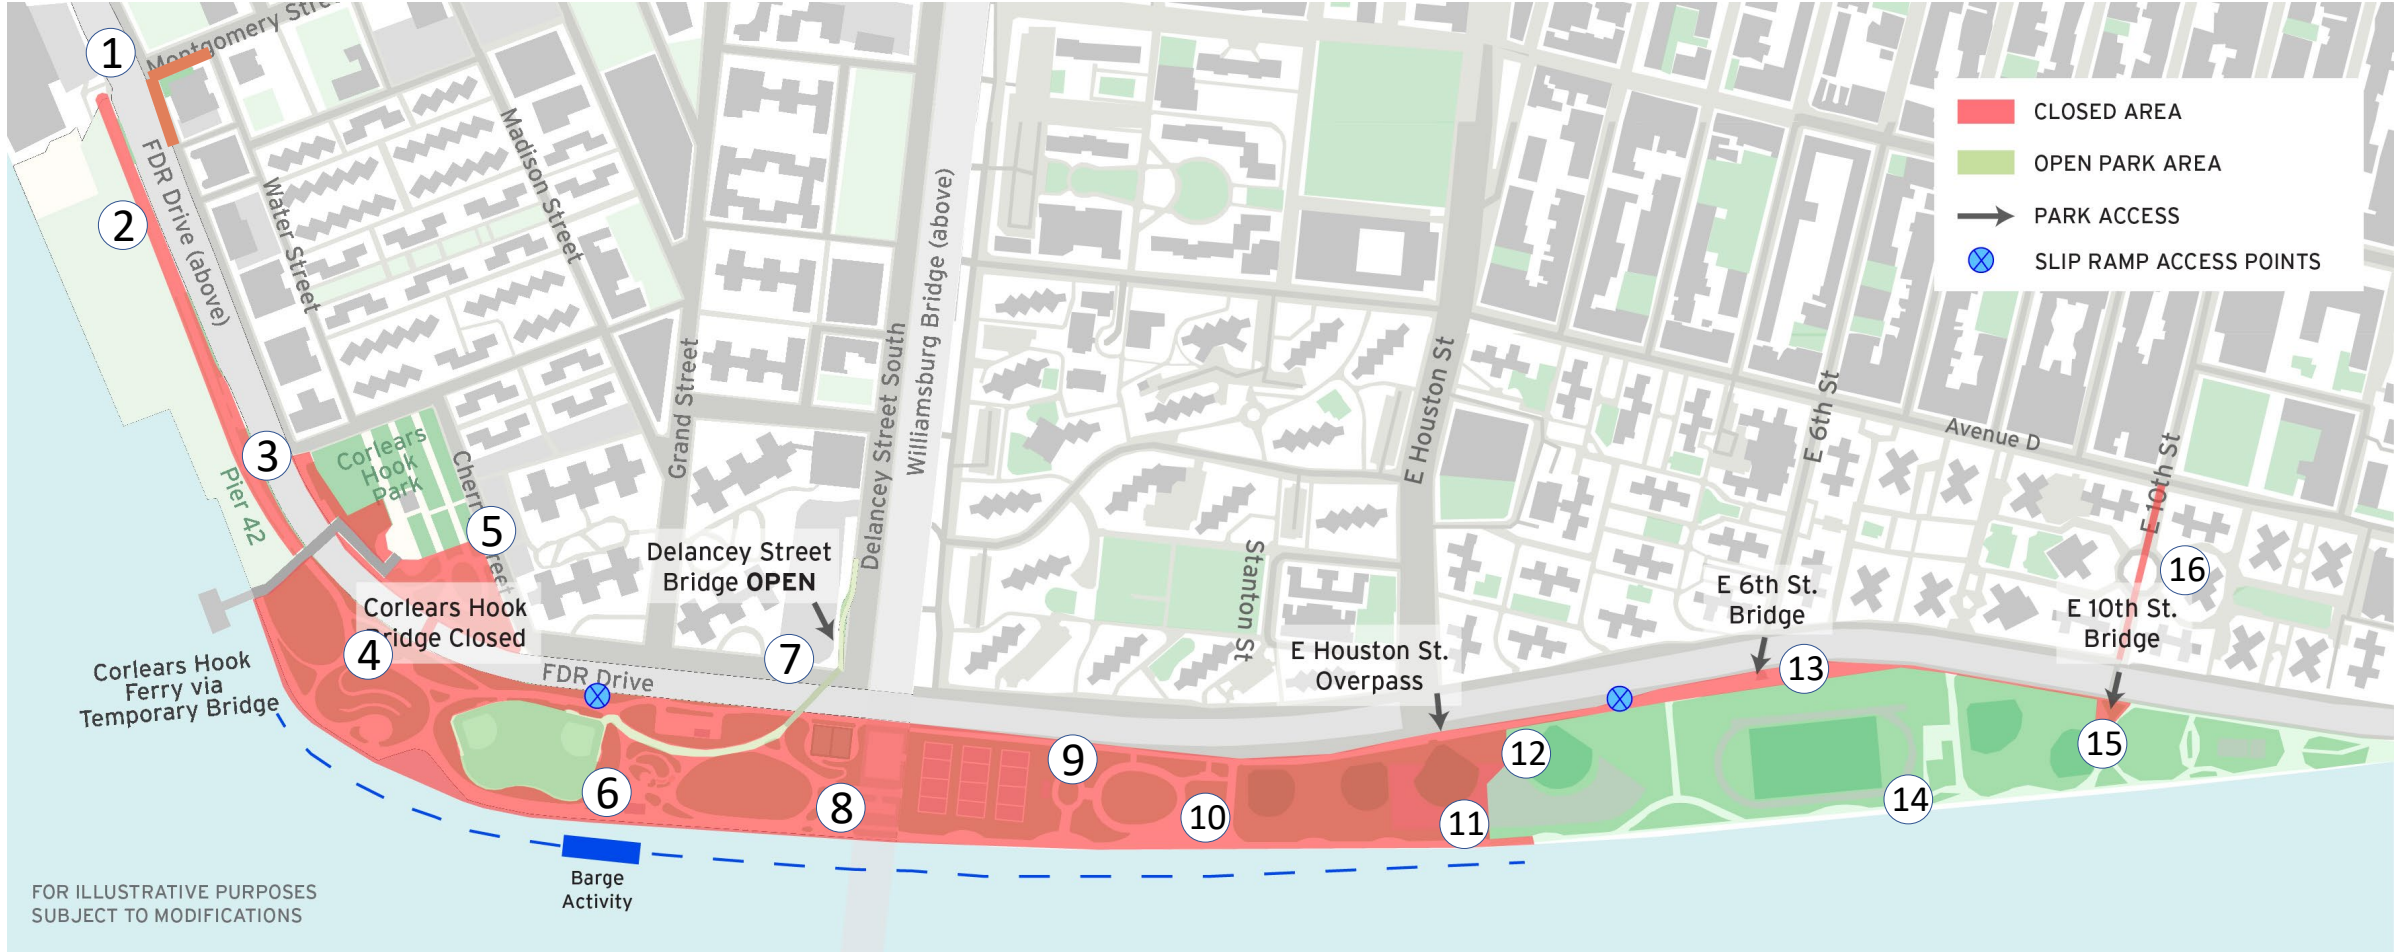 1
Montgomery Stre
2
FDR Drive (above)
Water Street
Madison Street
3
Corlears
Hook
Park
Pier 42
5
Grand Street
Delancey Street South
Williamsburg Bridge (above)
Delancey Street
Bridge OPEN
Corlears Hook
Bridge Closed
4
Corlears Hook
Ferry via
Temporary Bridge
FDR Drive
7
6
8
9
10
11
12
13
14
15
16
Stanton St
E Houston St
E Houston St.
Overpass
E 6th St
E 6th St.
Bridge
Avenue D
E 10th St
E 10th St.
Bridge
Barge
Activity
CLOSED AREA
OPEN PARK AREA
PARK ACCESS
SLIP RAMP ACCESS POINTS
FOR ILLUSTRATIVE PURPOSES
SUBJECT TO MODIFICATIONS